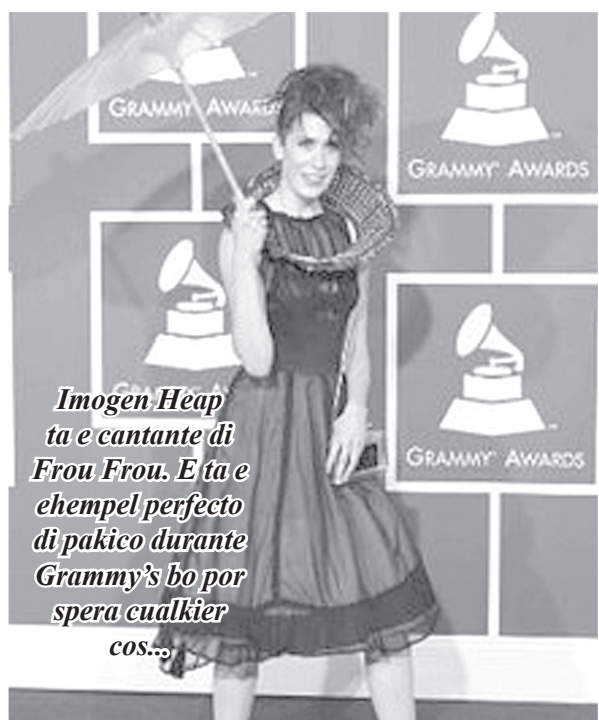 GRAMMY AWARDS
GRAMMY AWARDS
GRAMMY AWARDS
Imogen Heap
ta e cantante di
Frou Frou. E ta e
ehempel perfecto
di pakico durante
Grammy’s bo por
spera cualkier
cos...